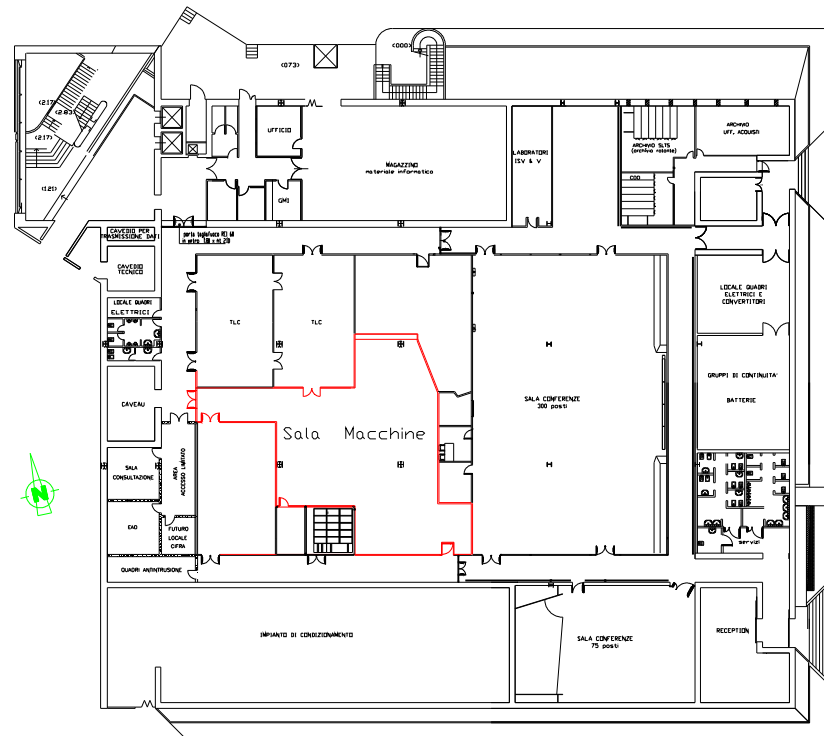 (000)
(073)
(217)
(283)
(217)
(121)
UFFICIO
GMI
MAGAZZINO
materiale informatico
LABORATORI
ISV & V
ARCHIVIO SLTS
(archivio rotante)
CDO
ARCHIVIO
UFF. ACQUISTI
CAVEDIO PER
TRASMISSIONE DATI
CAVEDIO
TECNICO
LOCALE QUADRI
ELETTRICI
TLC
TLC
LOCALE QUADRI
ELETTRICI E
CONVERTITORI
GRUPPI DI CONTINUITA'
BATTERIE
CAVEAU
Sala Macchine
SALA CONFERENZE
300 posti
SALA
CONSULTAZIONE
AREA
ACCESSO LIMITATO
N
EAD
FUTURO
LOCALE
CIFRA
servizi
QUADRI ANTINTRUSIONE
IMPIANTO DI CONDIZIONAMENTO
SALA CONFERENZE
75 posti
RECEPTION